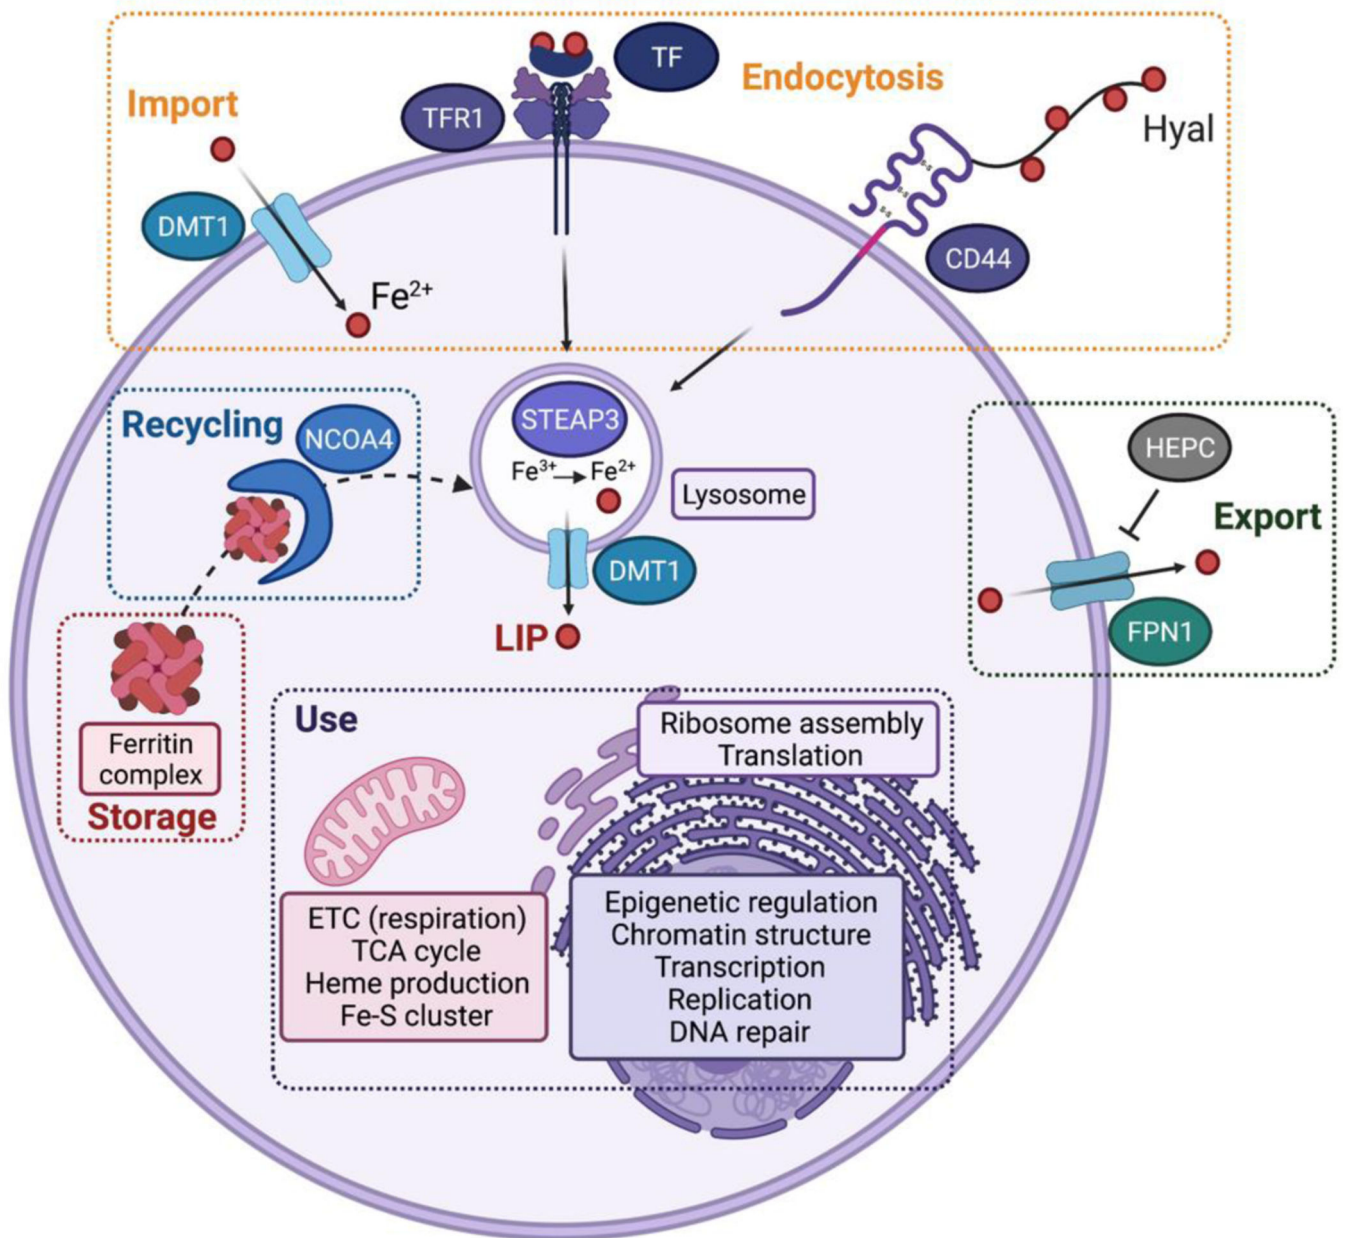 TF
Endocytosis
Import
TFR1
Hyal
DMT1
CD44
Fe²⁺
S-S
S-S
S-S
Recycling
NCOA4
STEAP3
Fe³⁺ → Fe²⁺
Lysosome
DMT1
LIP
HEPC
Export
FPN1
Ferritin
complex
Storage
Use
Ribosome assembly
Translation
ETC (respiration)
TCA cycle
Heme production
Fe-S cluster
Epigenetic regulation
Chromatin structure
Transcription
Replication
DNA repair